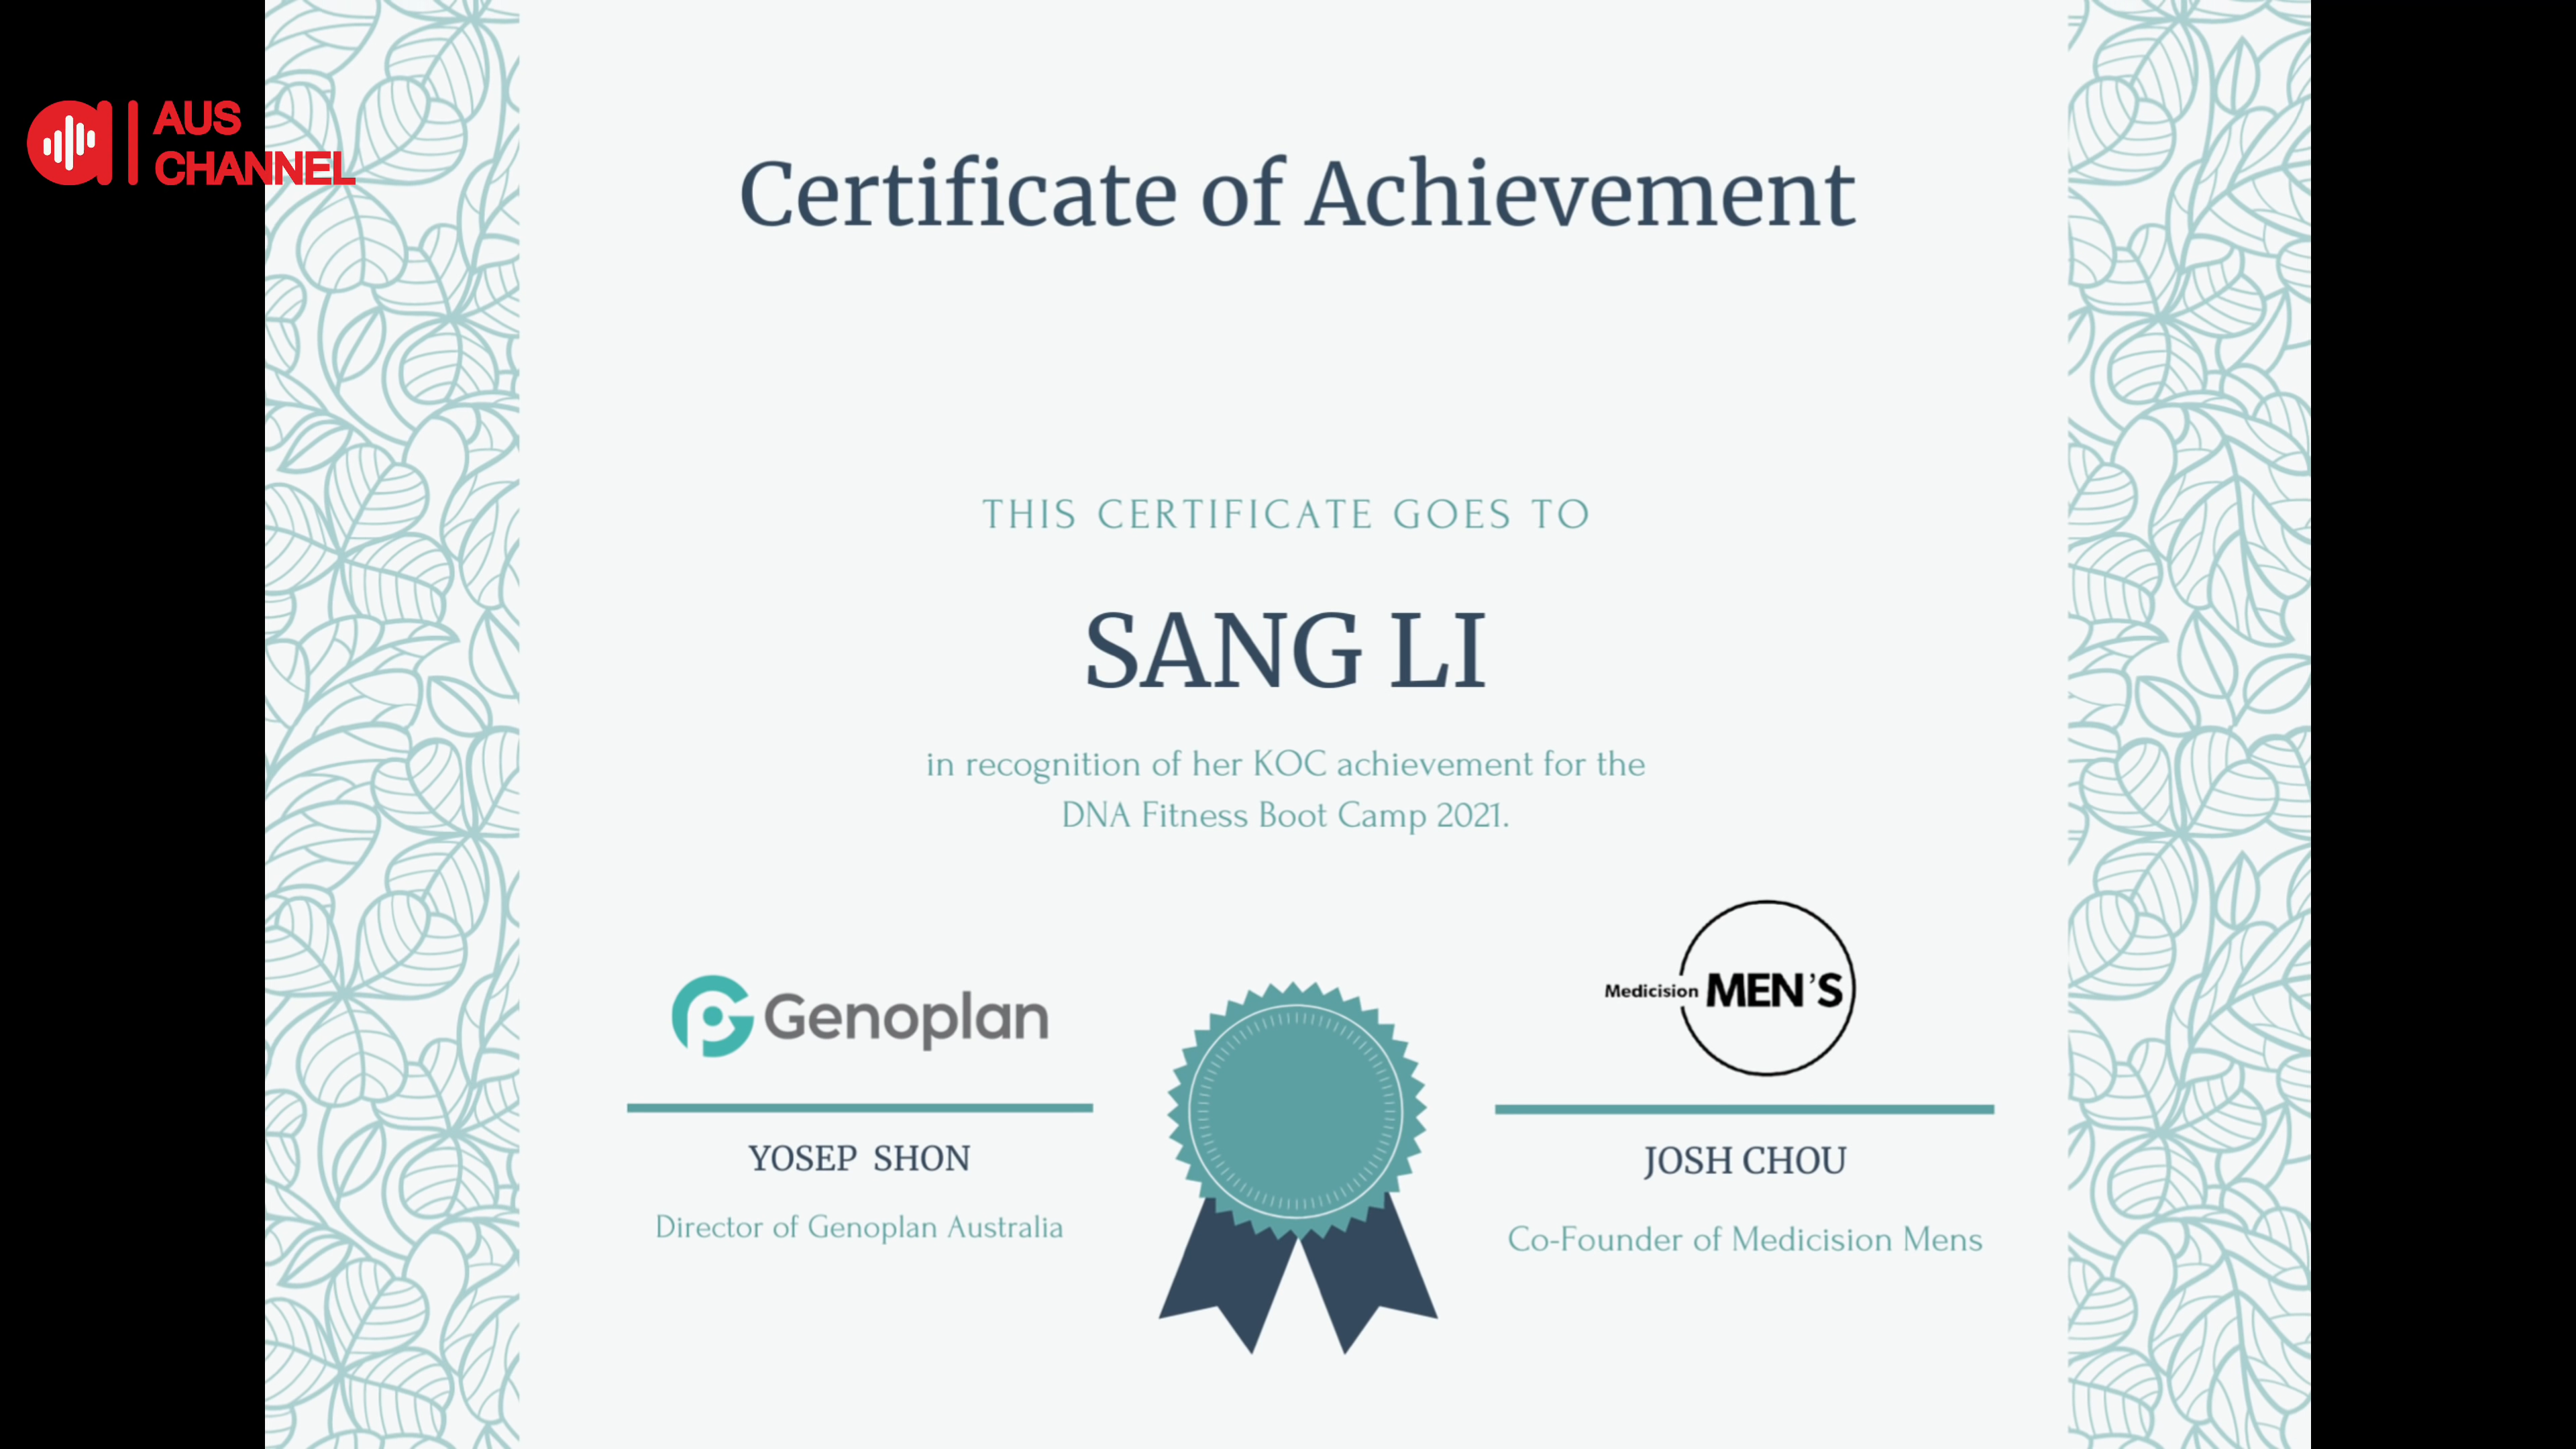 AUS
CHANNEL
Certificate of Achievement
THIS CERTIFICATE GOES TO
SANG LI
in recognition of her KOC achievement for the
DNA Fitness Boot Camp 2021.
Genoplan
Medicision MEN'S
YOSEP SHON
JOSH CHOU
Director of Genoplan Australia
Co-Founder of Medicision Mens